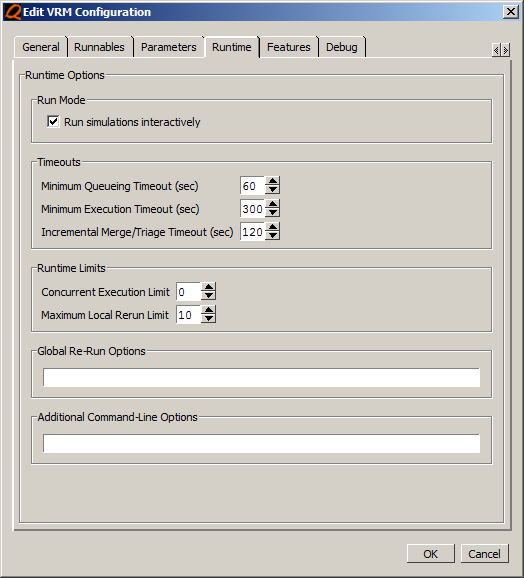 Edit VRM Configuration
General Runnables Parameters Runtime Features Debug
Runtime Options
Run Mode
Run simulations interactively
Timeouts
Minimum Queueing Timeout (sec) 60
Minimum Execution Timeout (sec) 300
Incremental Merge/Triage Timeout (sec) 120
Runtime Limits
Concurrent Execution Limit 0
Maximum Local Rerun Limit 10
Global Re-Run Options
Additional Command-Line Options
OK Cancel